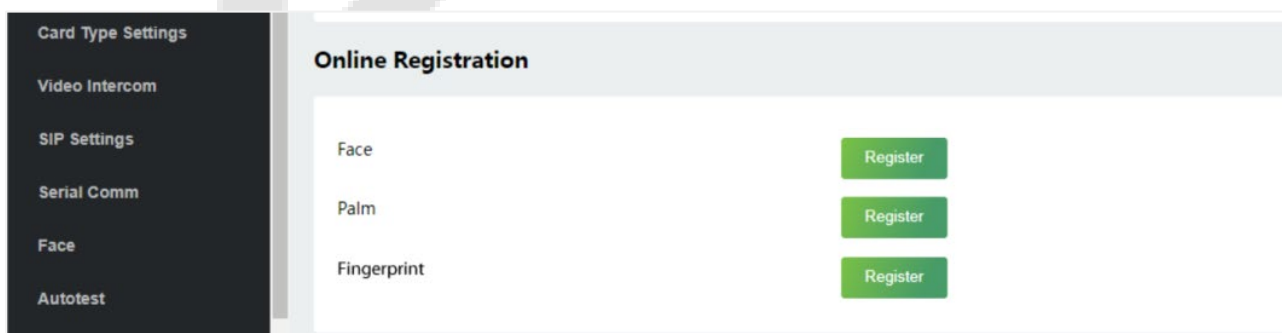 Card Type Settings
Video Intercom
SIP Settings
Serial Comm
Face
Autotest
Online Registration
Face
Register
Palm
Register
Fingerprint
Register